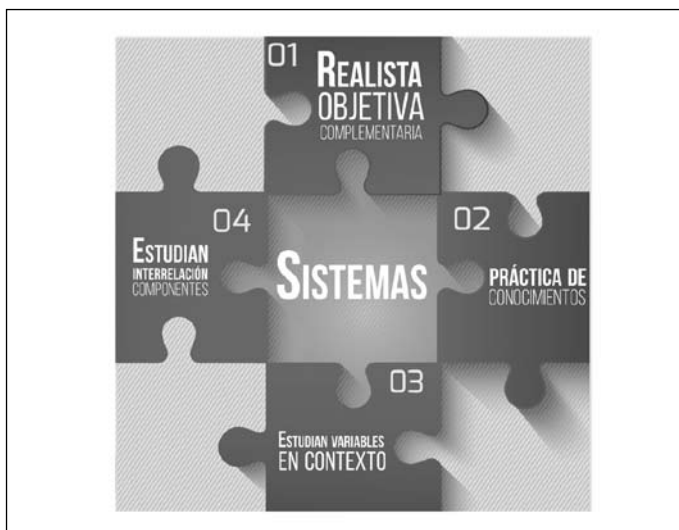 01
REALISTA
OBJETIVA
COMPLEMENTARIA
04
ESTUDIAN
INTERRELACIÓN
COMPONENTES
SISTEMAS
02
PRÁCTICA DE
CONOCIMIENTOS
03
ESTUDIAN VARIABLES
EN CONTEXTO